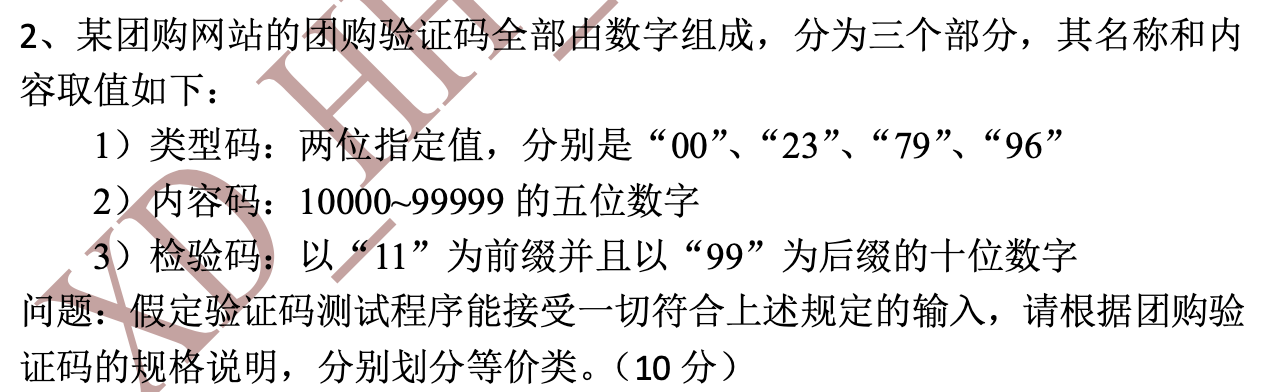 2、某团购网站的团购验证码全部由数字组成，分为三个部分，其名称和内
容取值如下：
1）类型码：两位指定值，分别是“00”、“23”、“79”、“96”
2）内容码：10000~99999 的五位数字
3）检验码：以“11”为前缀并且以“99”为后缀的十位数字
问题：假定验证码测试程序能接受一切符合上述规定的输入，请根据团购验
证码的规格说明，分别划分等价类。（10 分）
XD_HH_